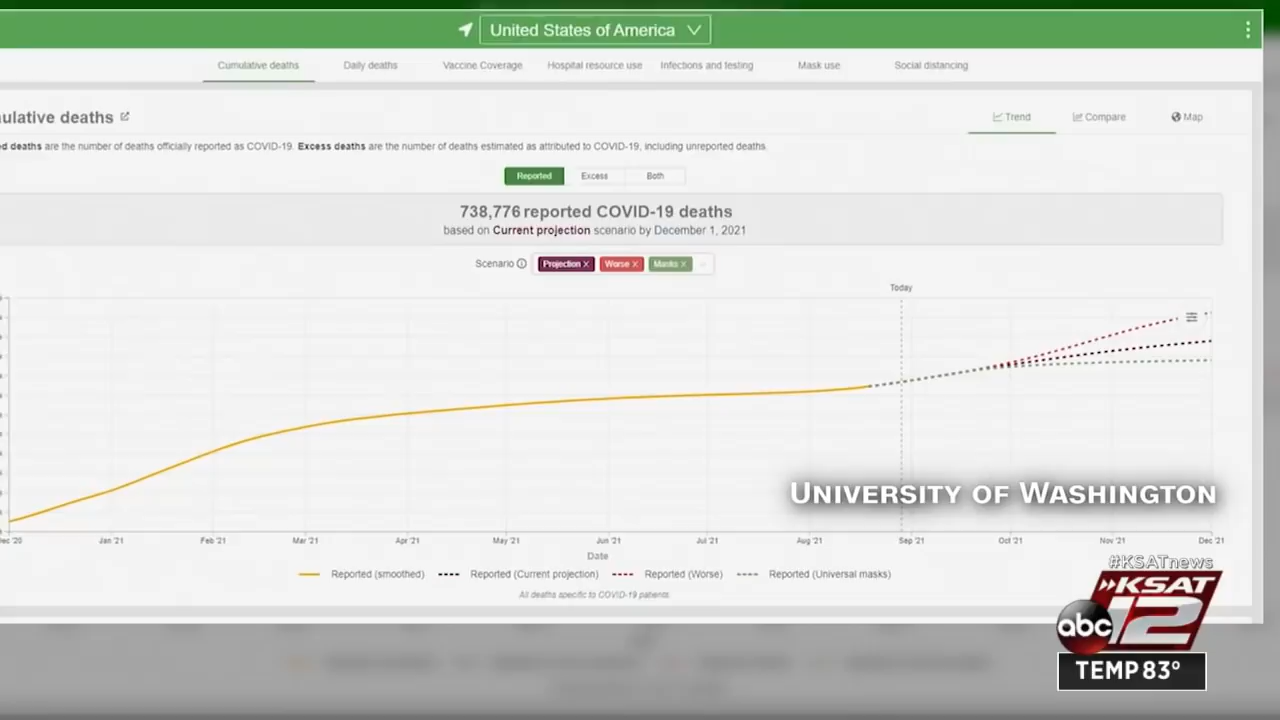 United States of America
Cumulative deaths Daily deaths Vaccine Coverage Hospital resource use Infections and testing Mask use Social distancing
ulative deaths
Trend Compare Map
d deaths are the number of deaths officially reported as COVID-19. Excess deaths are the number of deaths estimated as attributed to COVID-19, including unreported deaths.
Reported Excess Both
738,776 reported COVID-19 deaths
based on Current projection scenario by December 1, 2021
Scenario Projection × Worse × Masks ×
Today
UNIVERSITY OF WASHINGTON
ec '20 Jan '21 Feb '21 Mar '21 Apr '21 May '21 Jun '21 Jul '21 Aug '21 Sep '21 Oct '21 Nov '21 Dec '21
Date
Reported (smoothed) Reported (Current projection) Reported (Worse) Reported (Universal masks)
All deaths specific to COVID-19 patients.
#KSATnews
KSAT
abc 12
TEMP 83°